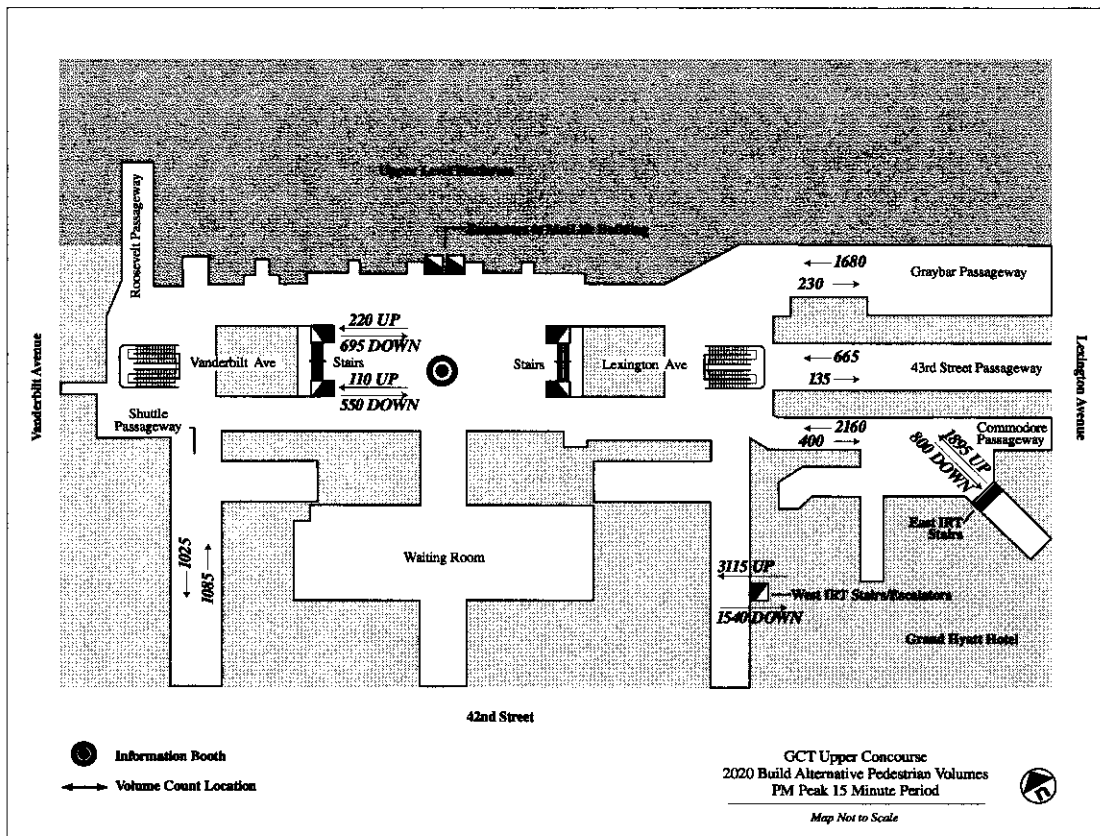 Upper Level Platforms
Roosevelt Passageway
Escalators to MetLife Building
1680
230
Graybar Passageway
220 UP
695 DOWN
Vanderbilt Ave
Stairs
Stairs
Lexington Ave
665
135
43rd Street Passageway
110 UP
550 DOWN
Vanderbilt Avenue
Lexington Avenue
Shuttle
Passageway
2160
400
Commodore
Passageway
1895 UP
800 DOWN
East IRT
Stairs
Waiting Room
1025
1085
3115 UP
West IRT Stairs/Escalators
1540 DOWN
Grand Hyatt Hotel
42nd Street
Information Booth
Volume Count Location
GCT Upper Concourse
2020 Build Alternative Pedestrian Volumes
PM Peak 15 Minute Period
Map Not to Scale
n